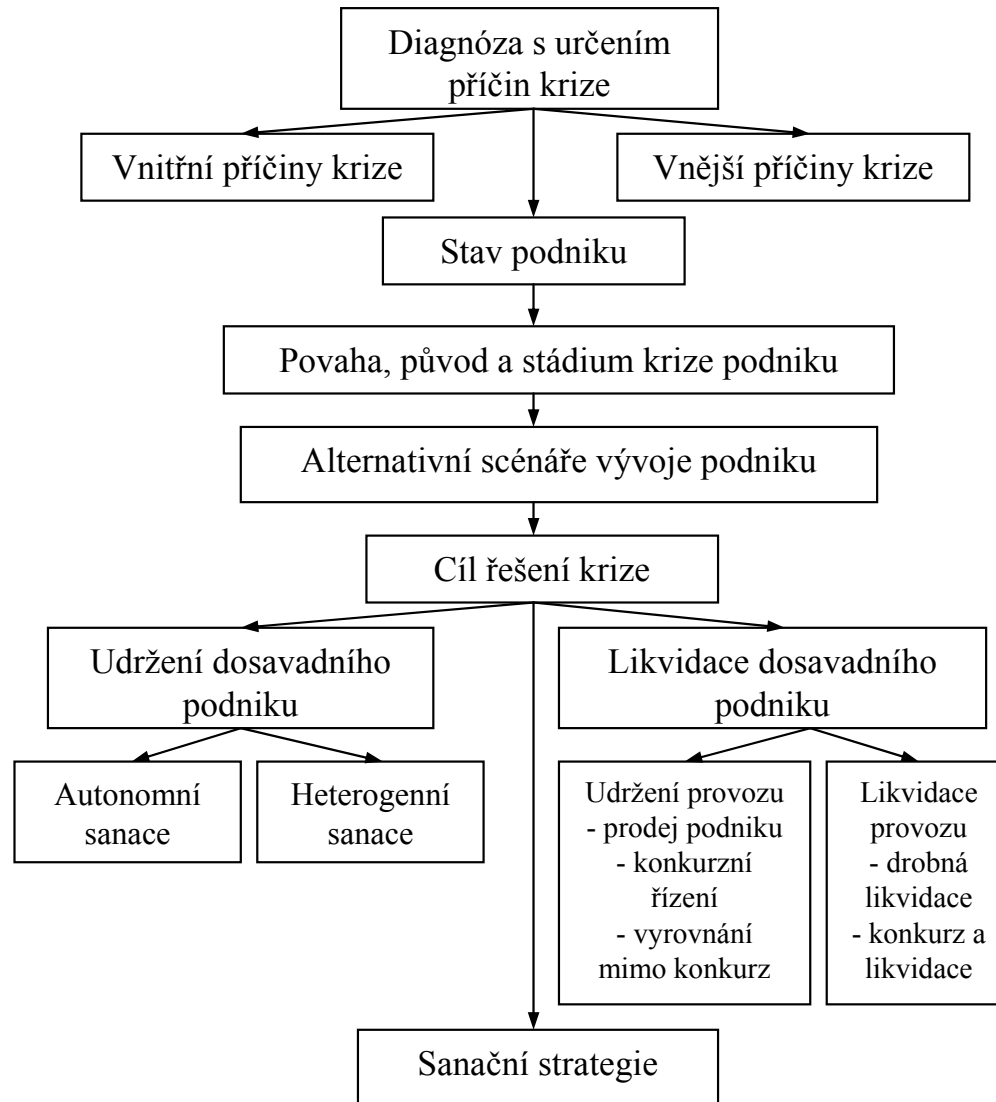 Diagnóza s určením
příčin krize
Vnitřní příčiny krize
Vnější příčiny krize
Stav podniku
Povaha, původ a stádium krize podniku
Alternativní scénáře vývoje podniku
Cíl řešení krize
Udržení dosavadního
podniku
Likvidace dosavadního
podniku
Autonomní
sanace
Heterogenní
sanace
Udržení provozu
- prodej podniku
- konkurzní
řízení
- vyrovnání
mimo konkurz
Likvidace
provozu
- drobná
likvidace
- konkurz a
likvidace
Sanační strategie